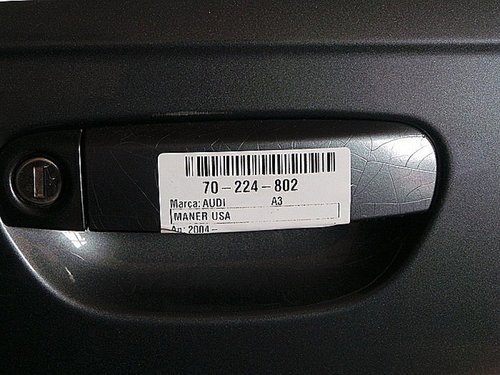 70-224-802
Marca: AUDI A3
MANER USA
An: 2004-